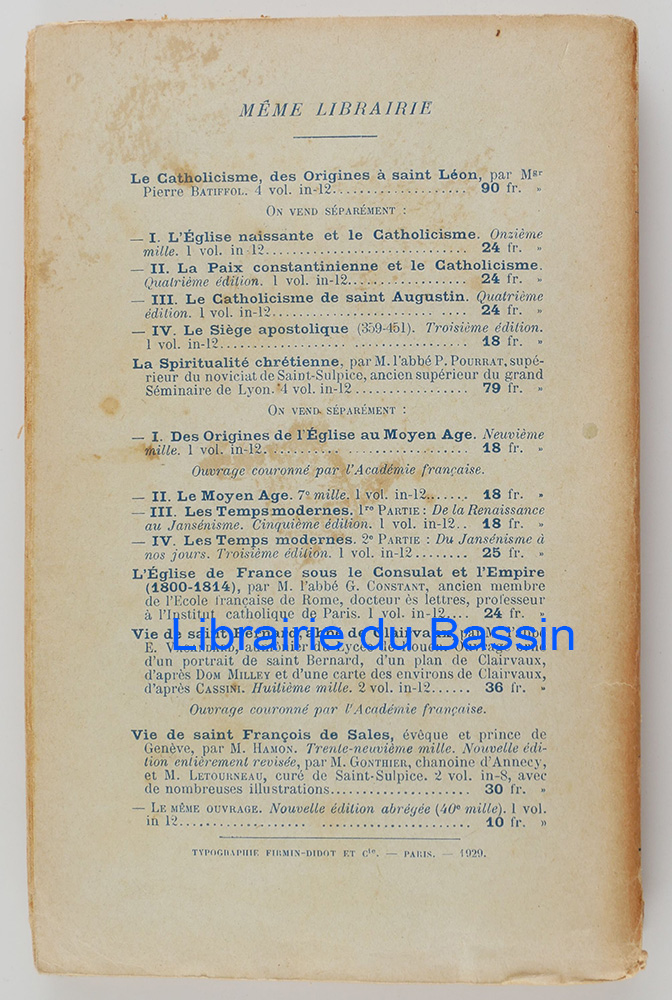 MÊME LIBRAIRIE
Le Catholicisme, des Origines à saint Léon, par Mgr
Pierre BATIFFOL. 4 vol. in-12.................... 90 fr. »
ON VEND SÉPARÉMENT :
— I. L'Église naissante et le Catholicisme. Onzième
mille. 1 vol. in-12............................. 24 fr. »
— II. La Paix constantinienne et le Catholicisme.
Quatrième édition. 1 vol. in-12.................. 24 fr. »
— III. Le Catholicisme de saint Augustin. Quatrième
édition. 1 vol. in-12............................ 24 fr. »
— IV. Le Siège apostolique (359-451). Troisième édition.
1 vol. in-12..................................... 18 fr. »
La Spiritualité chrétienne, par M. l'abbé P. POURRAT, supé-
rieur du noviciat de Saint-Sulpice, ancien supérieur du grand
Séminaire de Lyon. 4 vol. in-12 ................. 79 fr. »
ON VEND SÉPARÉMENT :
— I. Des Origines de l'Église au Moyen Age. Neuvième
mille. 1 vol. in-12. ............................ 18 fr. »
Ouvrage couronné par l'Académie française.
— II. Le Moyen Age. 7e mille. 1 vol. in-12....... 18 fr. »
— III. Les Temps modernes. 1re PARTIE : De la Renaissance
au Jansénisme. Cinquième édition. 1 vol. in-12.. 18 fr. »
— IV. Les Temps modernes. 2e PARTIE : Du Jansénisme à
nos jours. Troisième édition. 1 vol. in-12........ 25 fr. »
L'Église de France sous le Consulat et l'Empire
(1800-1814), par M. l'abbé G. CONSTANT, ancien membre
de l'Ecole française de Rome, docteur ès lettres, professeur
à l'Institut catholique de Paris. 1 vol. in-12.... 24 fr. »
Vie de saint Bernard, abbé de Clairvaux, par M. l'abbé
Librairie du Bassin
E. VACANDARD, aumônier du Lycée de Rouen.
d'un portrait de saint Bernard, d'un plan de Clairvaux,
d'après DOM MILLEY et d'une carte des environs de Clairvaux,
d'après CASSINI. Huitième mille. 2 vol. in-12...... 36 fr. »
Ouvrage couronné par l'Académie française.
Vie de saint François de Sales, évêque et prince de
Genève, par M. HAMON. Trente-neuvième mille. Nouvelle édi-
tion entièrement revisée, par M. GONTHIER, chanoine d'Annecy,
et M. LETOURNEAU, curé de Saint-Sulpice. 2 vol. in-8, avec
de nombreuses illustrations..................... 30 fr. »
— LE MÊME OUVRAGE. Nouvelle édition abrégée (40e mille). 1 vol.
in 12........................................... 10 fr. »
TYPOGRAPHIE FIRMIN-DIDOT ET Cie. — PARIS. — 1929.